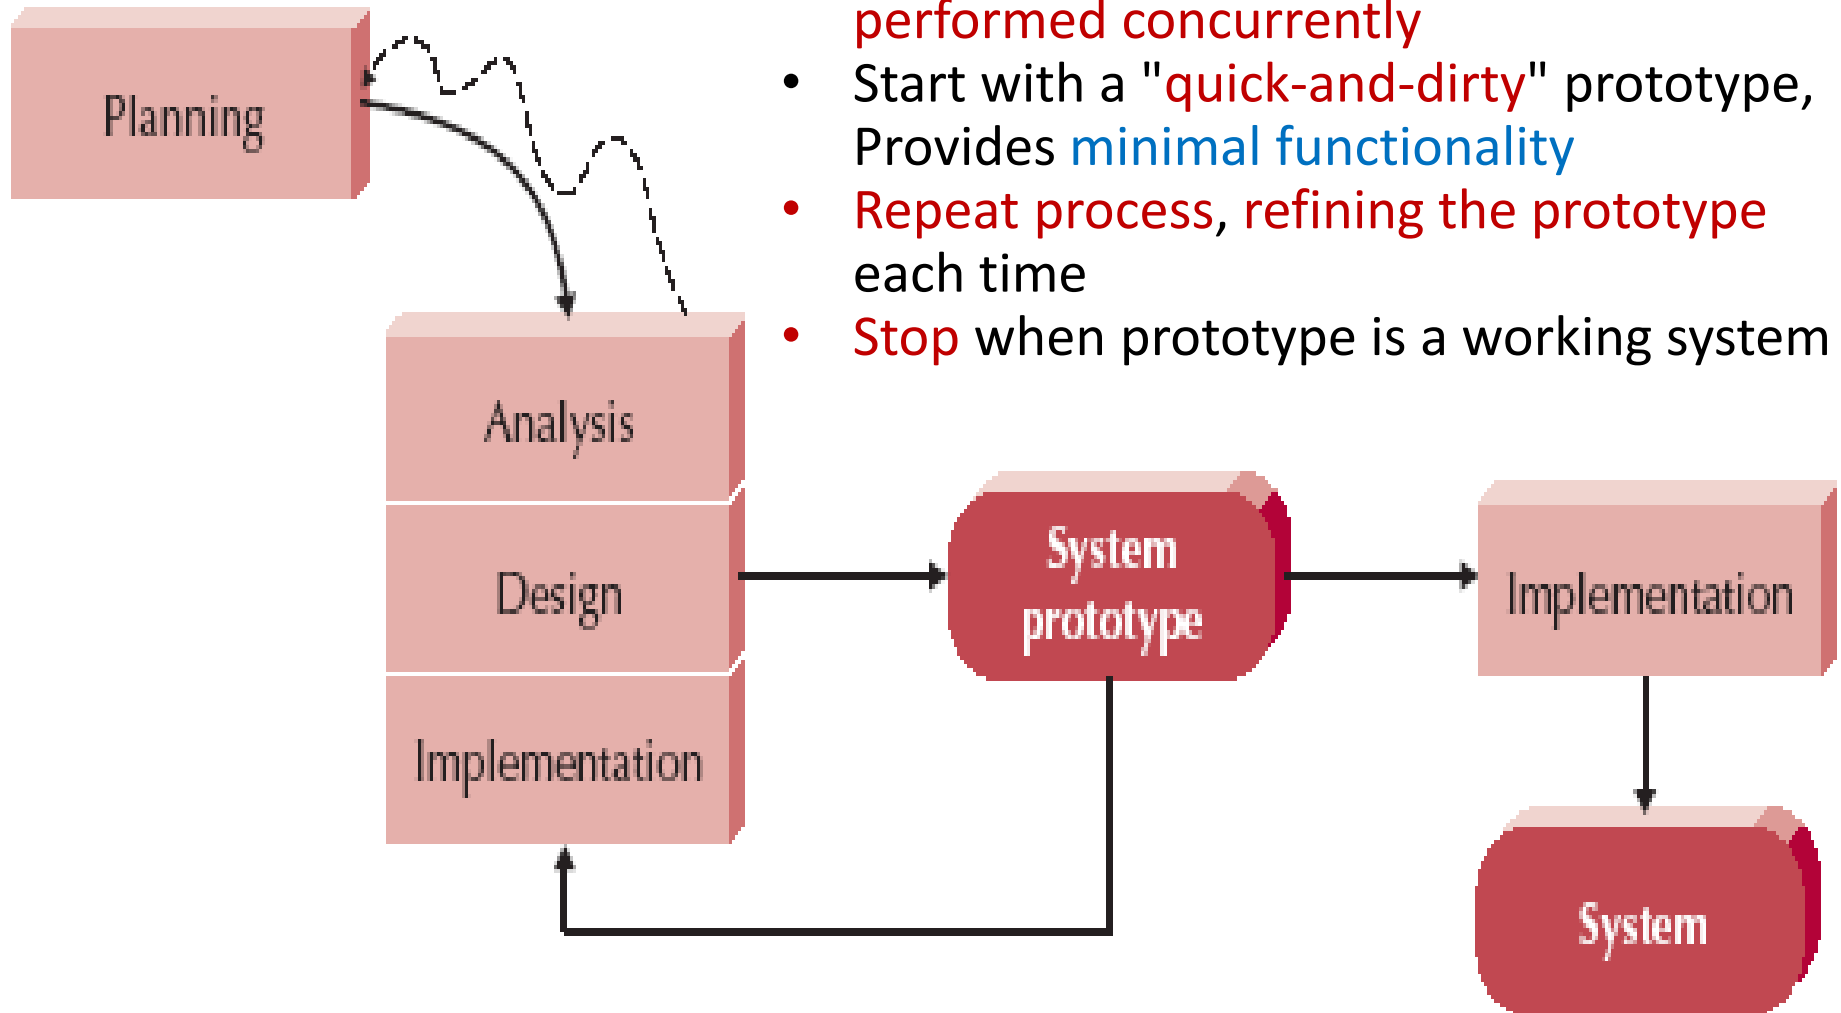 performed concurrently
• Start with a "quick-and-dirty" prototype,
Provides minimal functionality
• Repeat process, refining the prototype
each time
• Stop when prototype is a working system
Planning
Analysis
Design
Implementation
System
prototype
Implementation
System